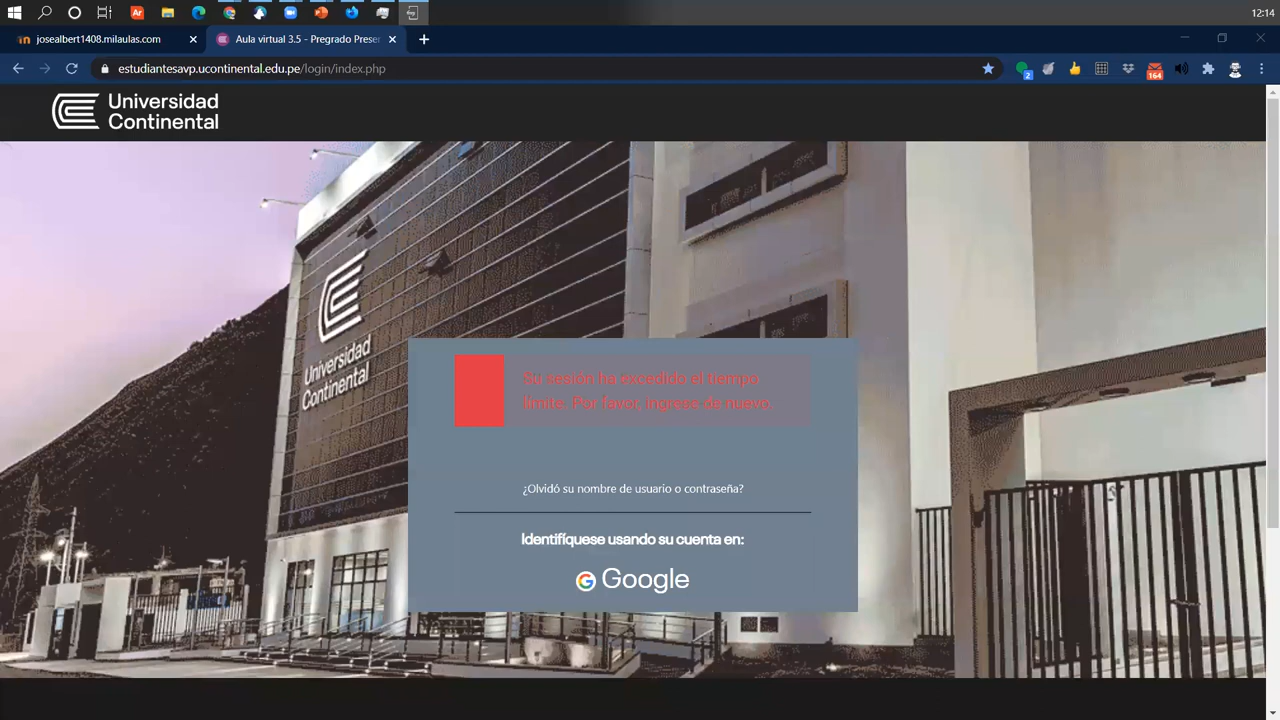 12:14
josealbert1408.milaulas.com
Aula virtual 3.5 - Pregrado Preser
estudiantesavp.ucontinental.edu.pe/login/index.php
2
164
Universidad
Continental
Universidad
Continental
Su sesión ha excedido el tiempo
límite. Por favor, ingrese de nuevo.
¿Olvidó su nombre de usuario o contraseña?
Identifíquese usando su cuenta en:
G Google